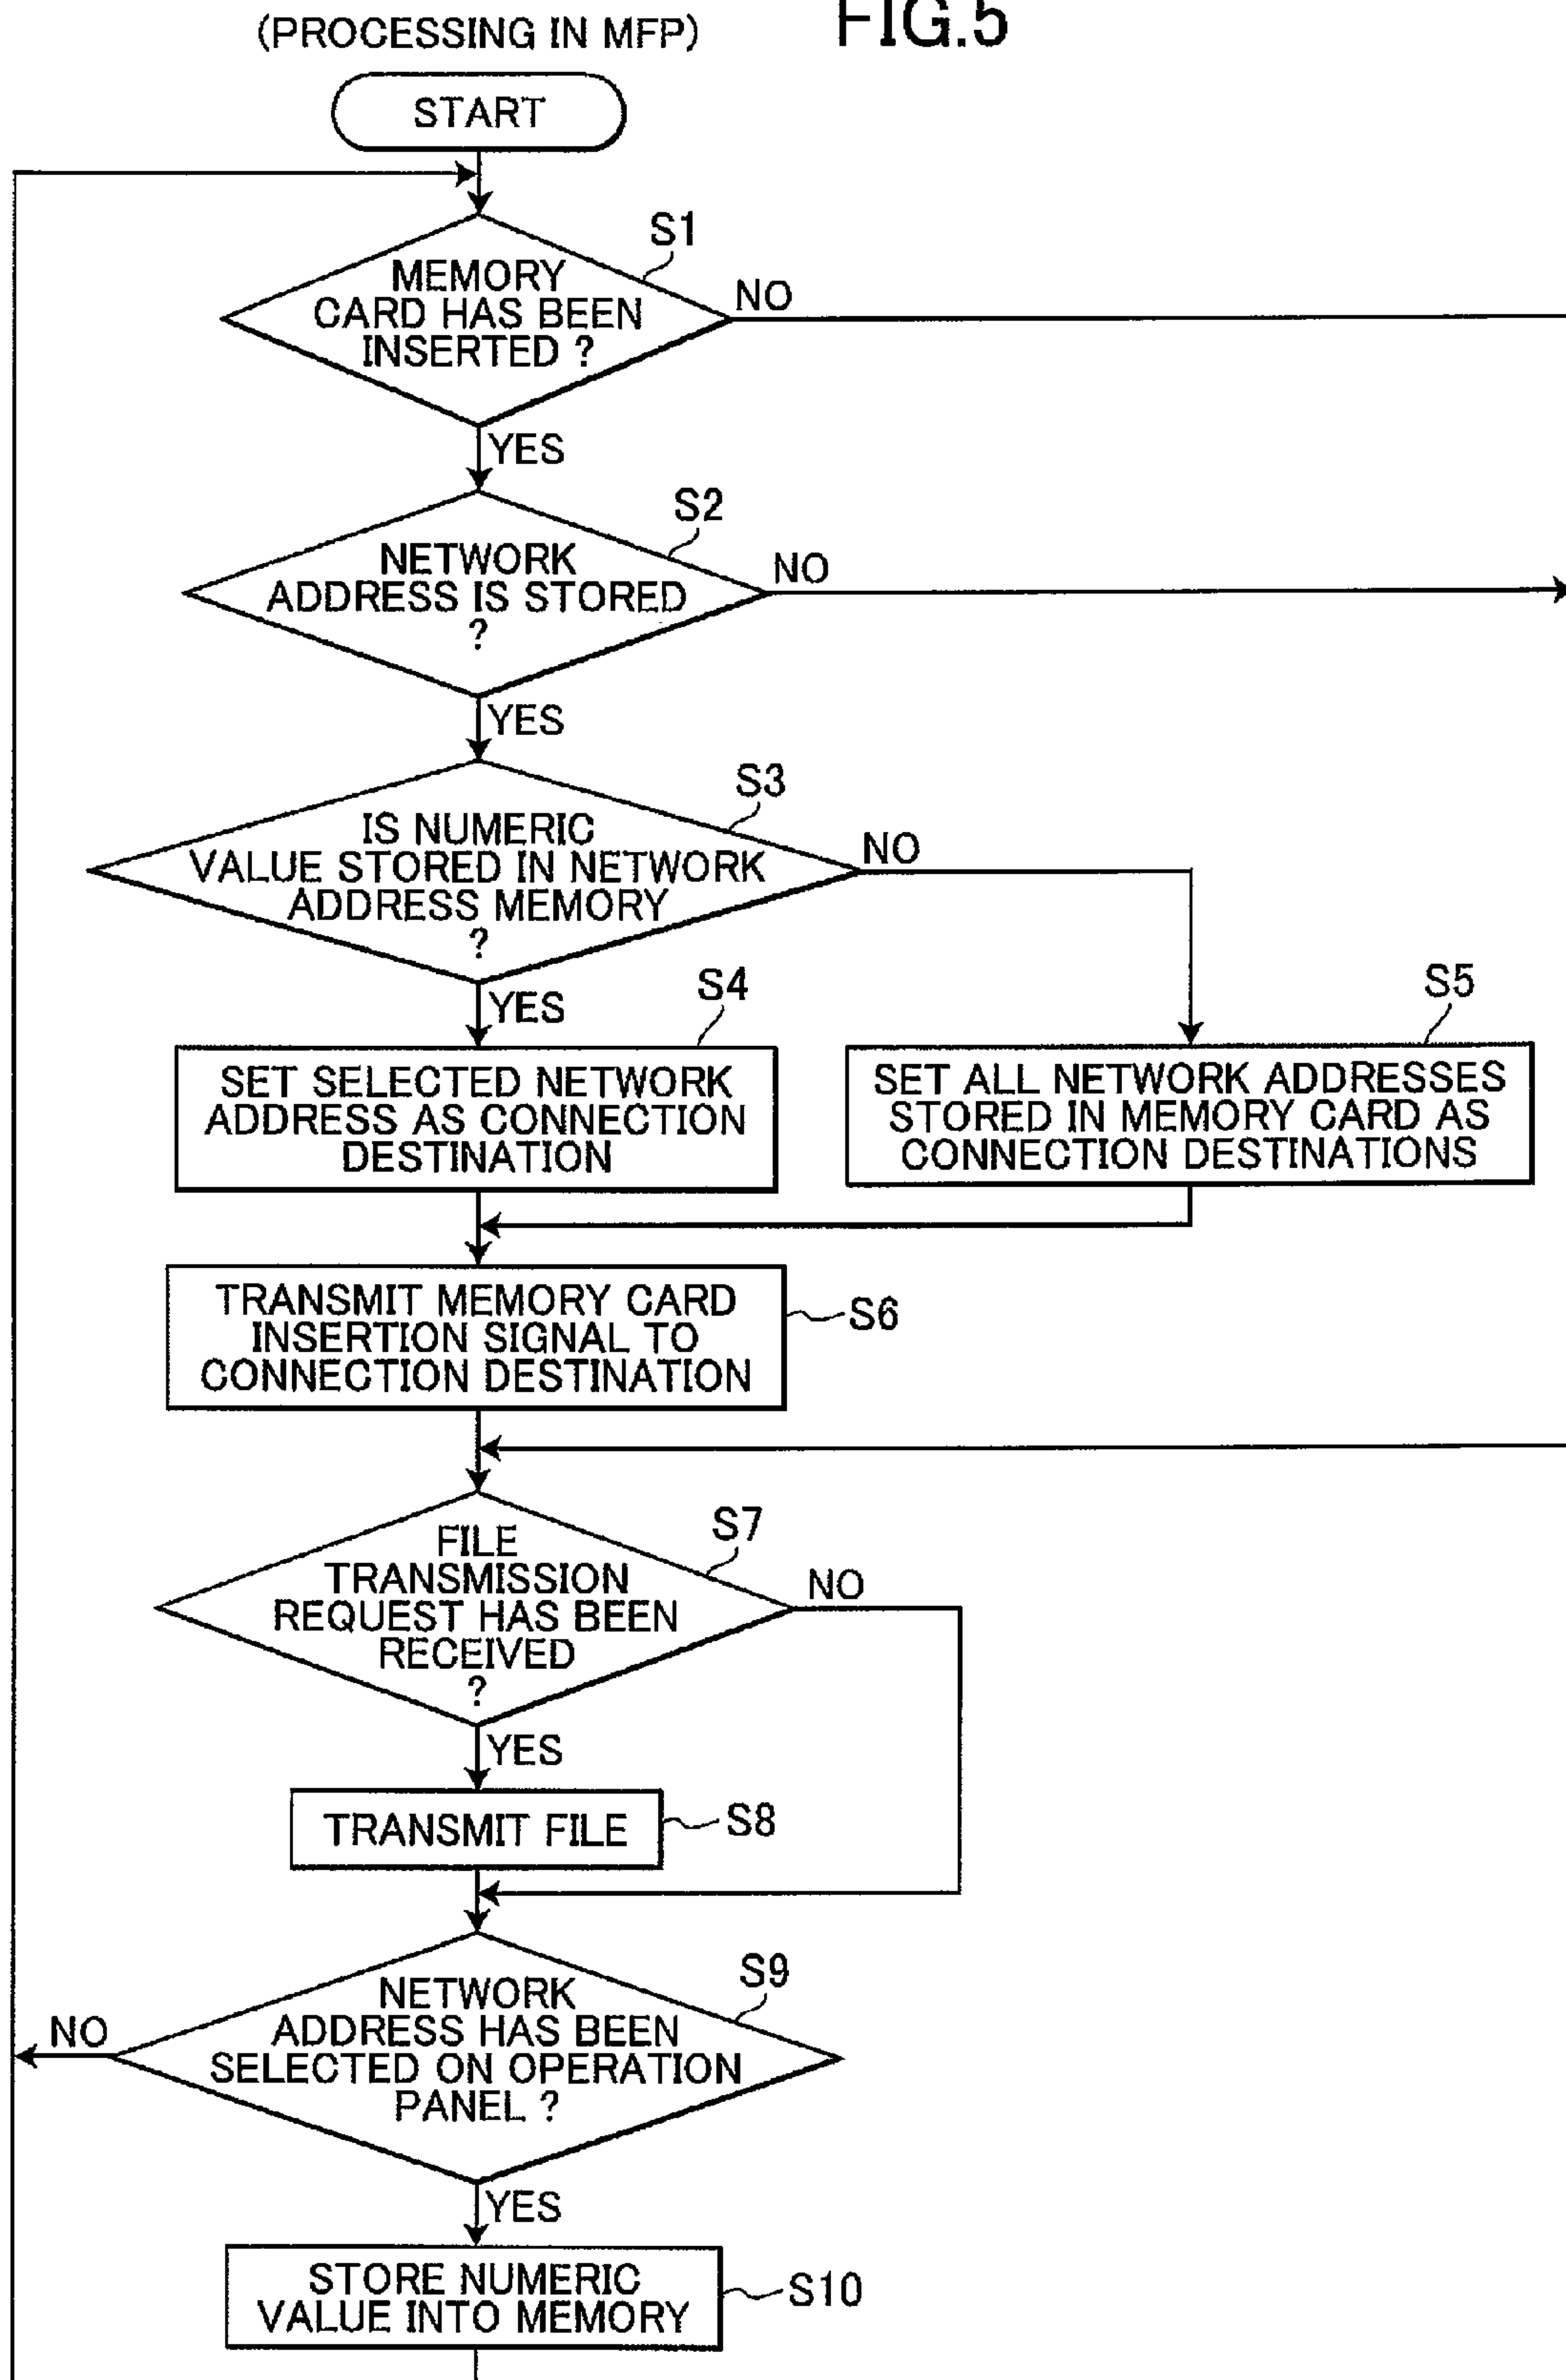 (PROCESSING IN MFP)
FIG.5
START
S1
MEMORY
CARD HAS BEEN
INSERTED ?
NO
YES
S2
NETWORK
ADDRESS IS STORED
?
NO
YES
S3
IS NUMERIC
VALUE STORED IN NETWORK
ADDRESS MEMORY
?
NO
YES
S4
SET SELECTED NETWORK
ADDRESS AS CONNECTION
DESTINATION
S5
SET ALL NETWORK ADDRESSES
STORED IN MEMORY CARD AS
CONNECTION DESTINATIONS
TRANSMIT MEMORY CARD
INSERTION SIGNAL TO
CONNECTION DESTINATION
S6
S7
FILE
TRANSMISSION
REQUEST HAS BEEN
RECEIVED
?
NO
YES
TRANSMIT FILE
S8
S9
NETWORK
ADDRESS HAS BEEN
SELECTED ON OPERATION
PANEL ?
NO
YES
STORE NUMERIC
VALUE INTO MEMORY
S10